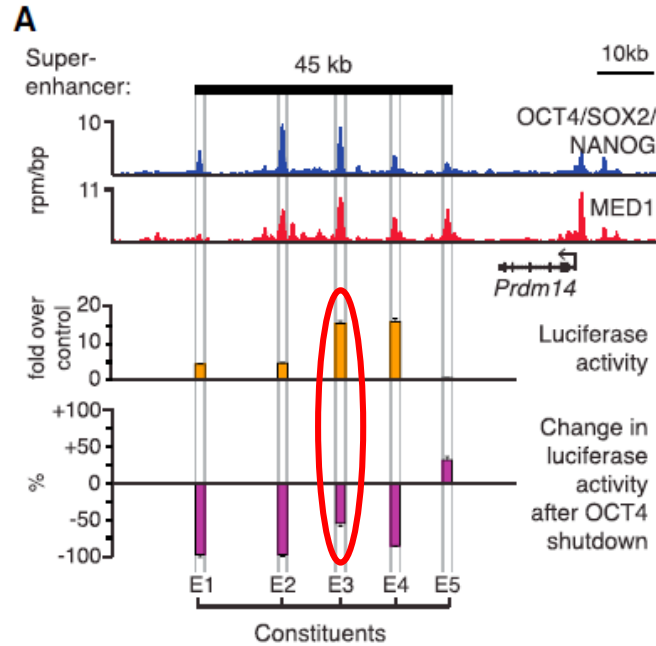 A
Super-
enhancer:
45 kb
10kb
rpm/bp
10
OCT4/SOX2/
NANOG
11
MED1
Prdm14
fold over
control
20
10
0
Luciferase
activity
%
+100
+50
0
-50
-100
Change in
luciferase
activity
after OCT4
shutdown
E1 E2 E3 E4 E5
Constituents